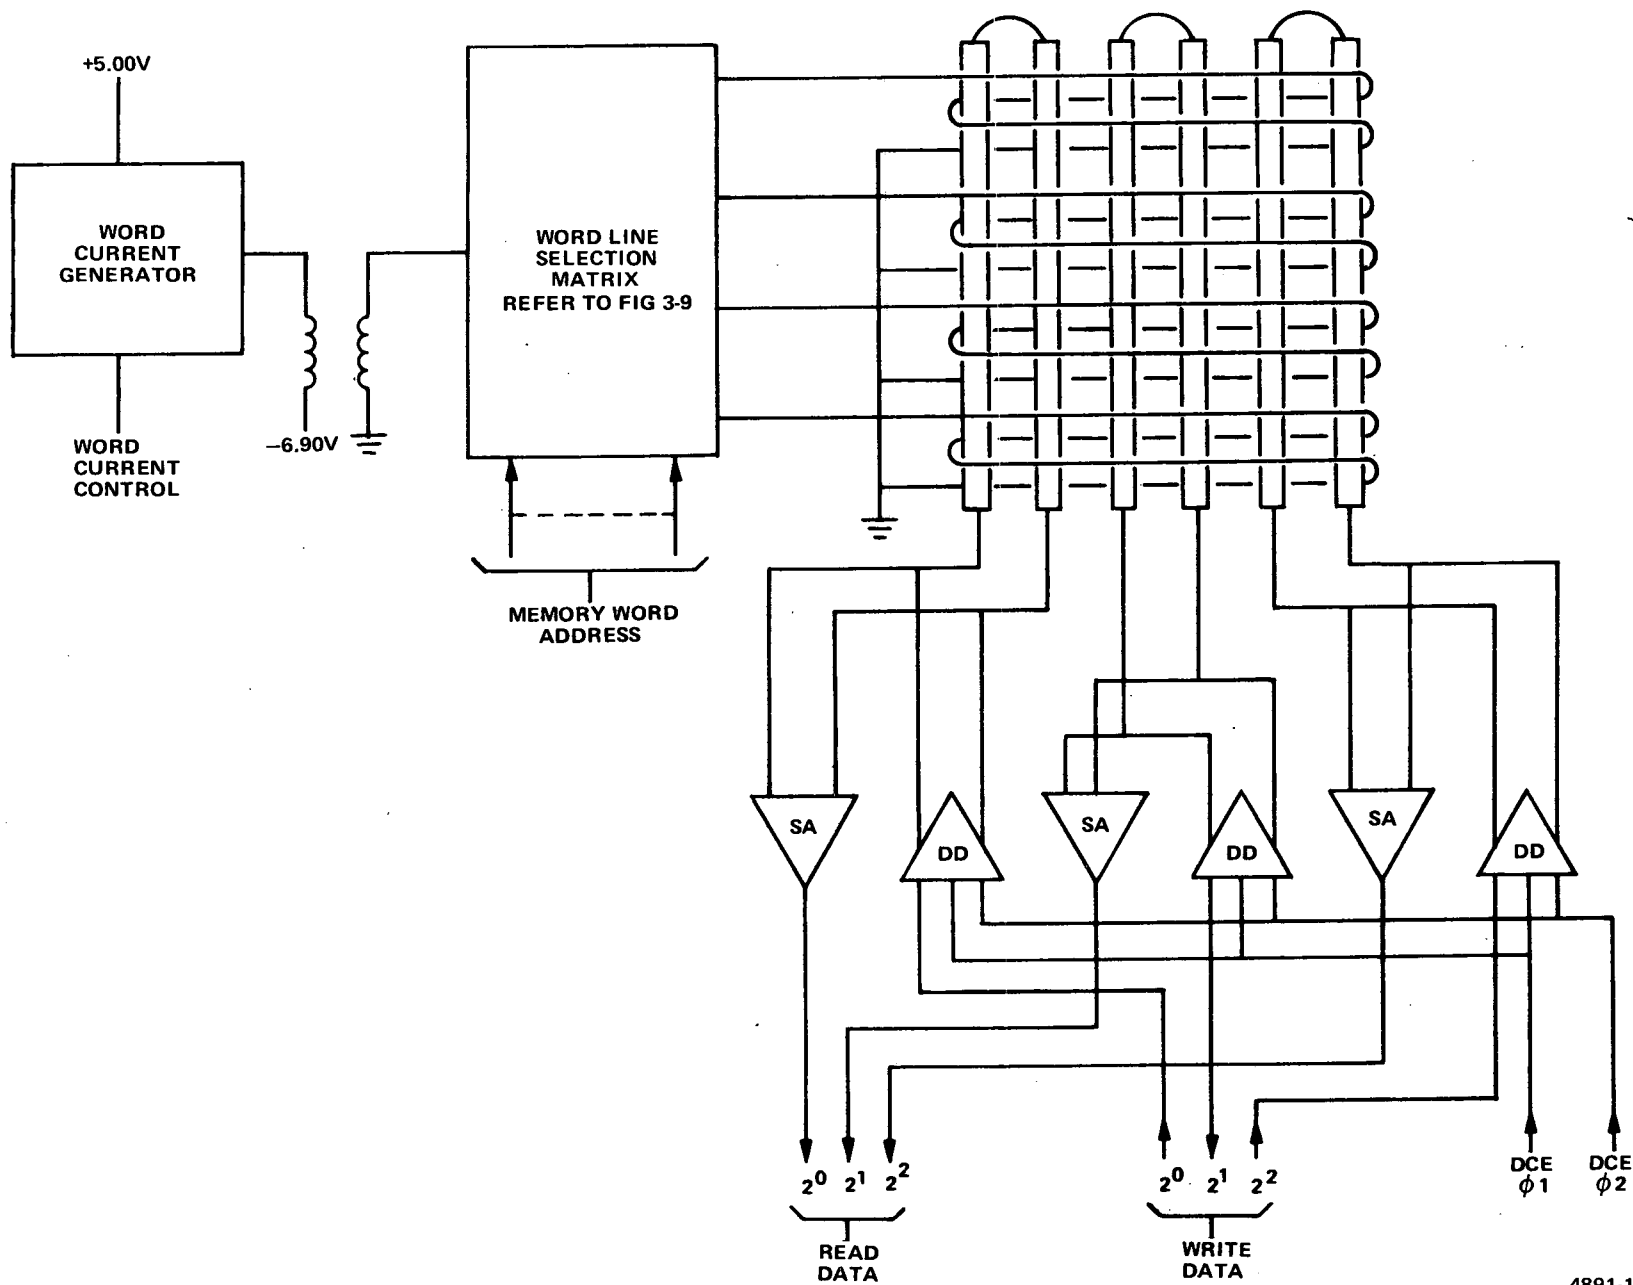 +5.00V
WORD
CURRENT
GENERATOR
WORD
CURRENT
CONTROL
−6.90V
WORD LINE
SELECTION
MATRIX
REFER TO FIG 3-9
MEMORY WORD
ADDRESS
SA
DD
SA
DD
SA
DD
2⁰ 2¹ 2²
READ
DATA
2⁰ 2¹ 2²
WRITE
DATA
DCE
ϕ1
DCE
ϕ2